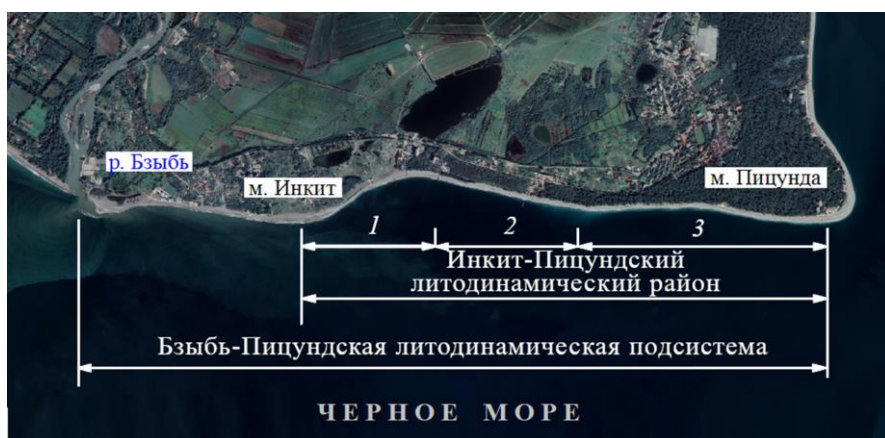 р. Бзыбь
м. Инкит
м. Пицунда
1
2
3
Инкит-Пицундский
литодинамический район
Бзыбь-Пицундская литодинамическая подсистема
ЧЕРНОЕ МОРЕ